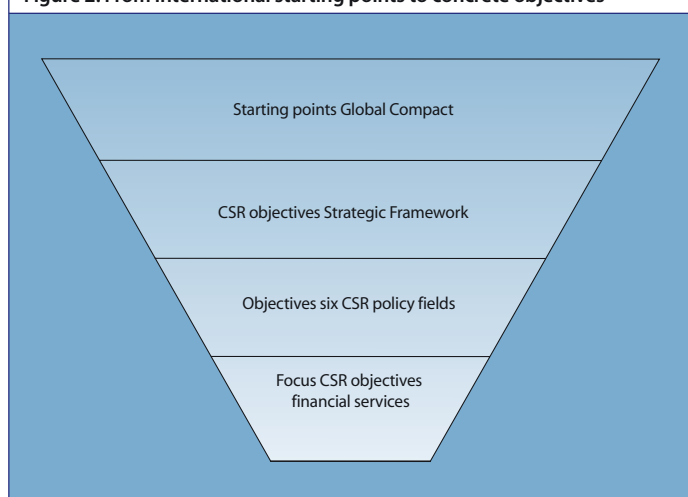 Figure 2: From international starting points to concrete objectives
Starting points Global Compact
CSR objectives Strategic Framework
Objectives six CSR policy fields
Focus CSR objectives
financial services